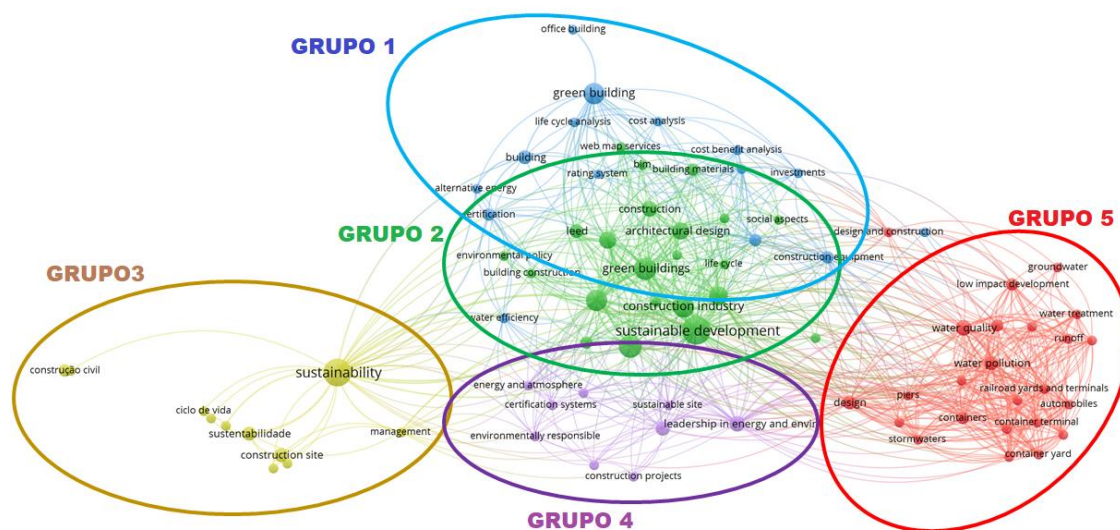 office building
GRUPO 1
green building
life cycle analysis
cost analysis
web map services
cost benefit analysis
building
bim
building materials
rating system
investments
alternative energy
certification
construction
social aspects
GRUPO 2
leed
architectural design
design and construction
GRUPO 5
environmental policy
life cycle
construction equipment
green buildings
building construction
groundwater
low impact development
GRUPO3
construction industry
water efficiency
water treatment
sustainable development
water quality
runoff
water pollution
construção civil
sustainability
energy and atmosphere
railroad yards and terminals
certification systems
sustainable site
design
piers
automobiles
ciclo de vida
containers
container terminal
leadership in energy and envir
sustentabilidade
management
environmentally responsible
stormwaters
construction site
container yard
construction projects
GRUPO 4